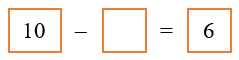 10 – = 6